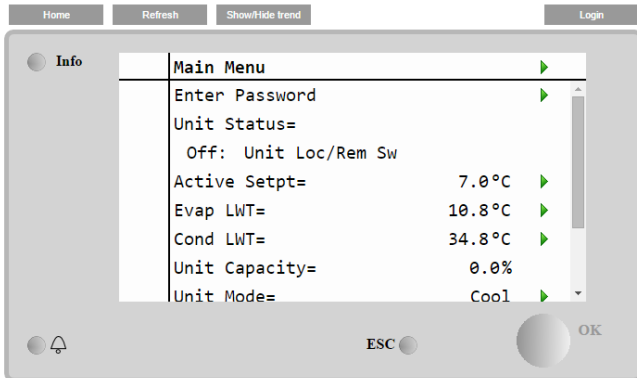 Home Refresh Show/Hide trend Login
Info
Main Menu
Enter Password
Unit Status=
Off: Unit Loc/Rem Sw
Active Setpt= 7.0°C
Evap LWT= 10.8°C
Cond LWT= 34.8°C
Unit Capacity= 0.0%
Unit Mode= Cool
ESC OK